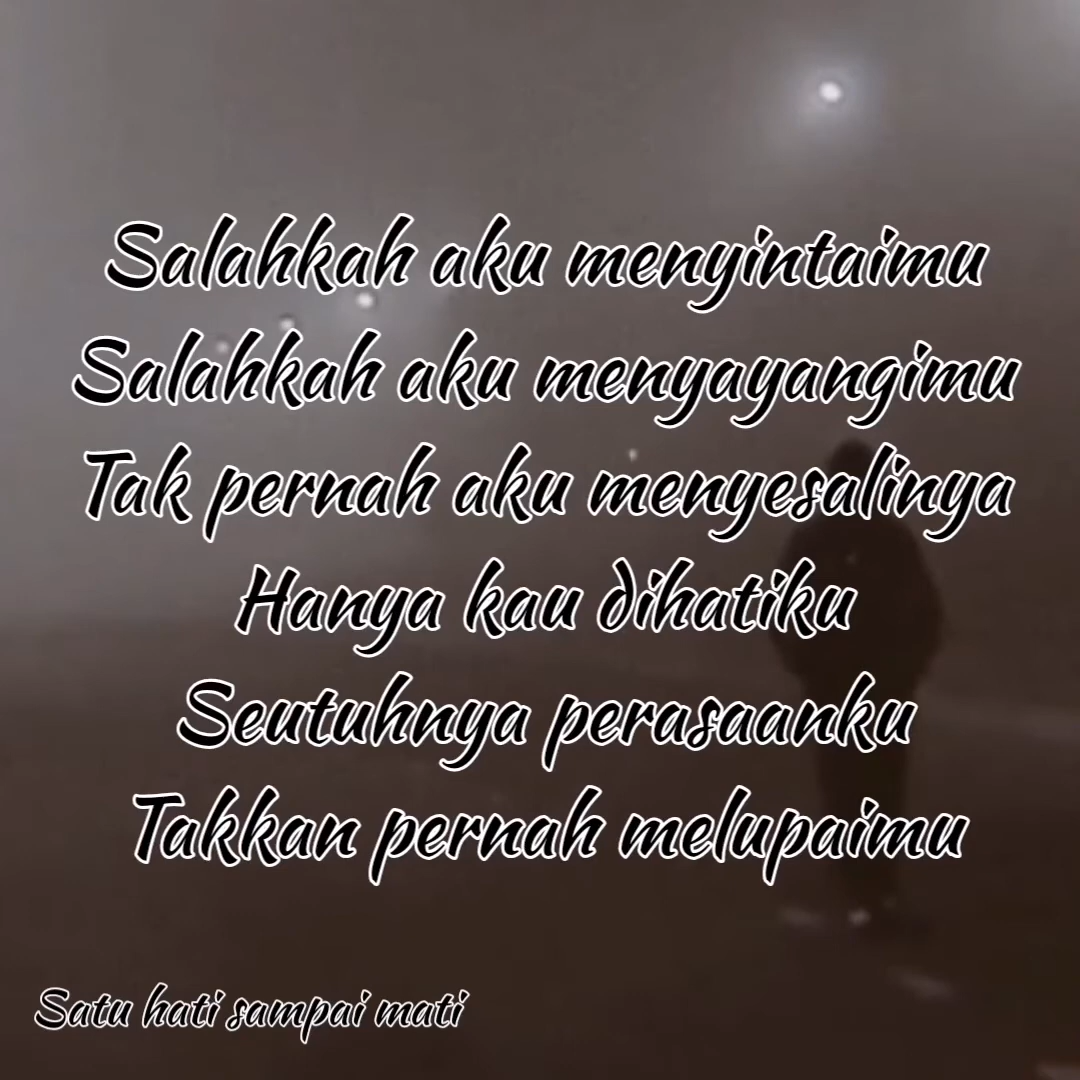 Salahkah aku menyintaimu
Salahkah aku menyayangimu
Tak pernah aku menyesalinya
Hanya kau dihatiku
Seutuhnya perasaanku
Takkan pernah melupaimu
Satu hati sampai mati